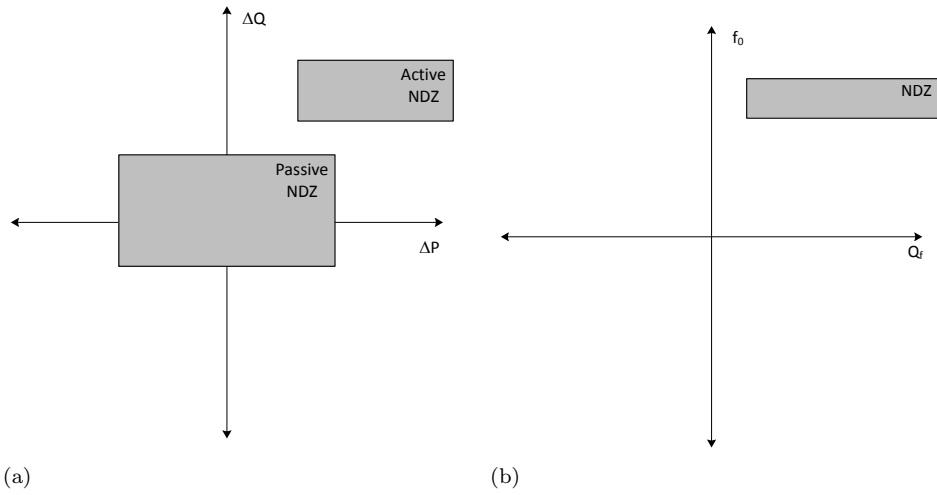 ΔQ
Active
NDZ
Passive
NDZ
ΔP
(a)
f₀
NDZ
Q_f
(b)